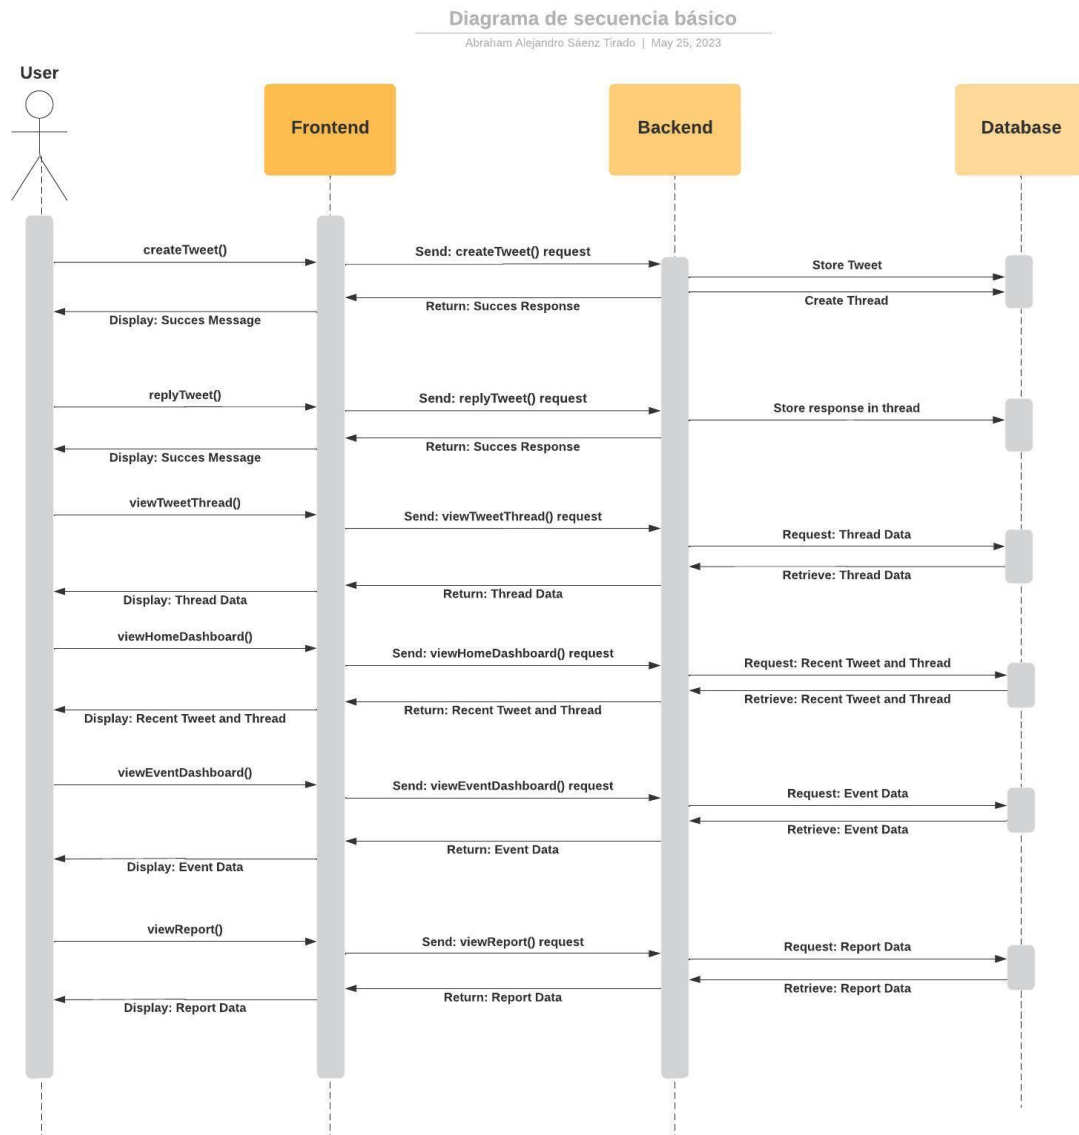 Diagrama de secuencia básico
Abraham Alejandro Sáenz Tirado | May 25, 2023
User
Frontend
Backend
Database
createTweet()
Send: createTweet() request
Store Tweet
Create Thread
Return: Succes Response
Display: Succes Message
replyTweet()
Send: replyTweet() request
Store response in thread
Return: Succes Response
Display: Succes Message
viewTweetThread()
Send: viewTweetThread() request
Request: Thread Data
Retrieve: Thread Data
Return: Thread Data
Display: Thread Data
viewHomeDashboard()
Send: viewHomeDashboard() request
Request: Recent Tweet and Thread
Retrieve: Recent Tweet and Thread
Return: Recent Tweet and Thread
Display: Recent Tweet and Thread
viewEventDashboard()
Send: viewEventDashboard() request
Request: Event Data
Retrieve: Event Data
Return: Event Data
Display: Event Data
viewReport()
Send: viewReport() request
Request: Report Data
Retrieve: Report Data
Return: Report Data
Display: Report Data